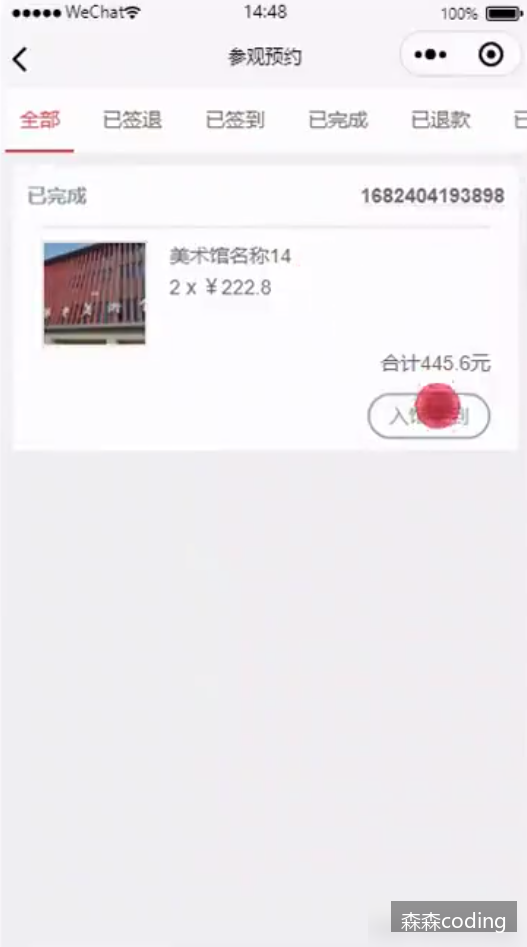 WeChat 14:48 100%
参观预约
全部 已签退 已签到 已完成 已退款
已完成 1682404193898
美术馆名称14
2 x ￥222.8
合计445.6元
入 到
森森coding